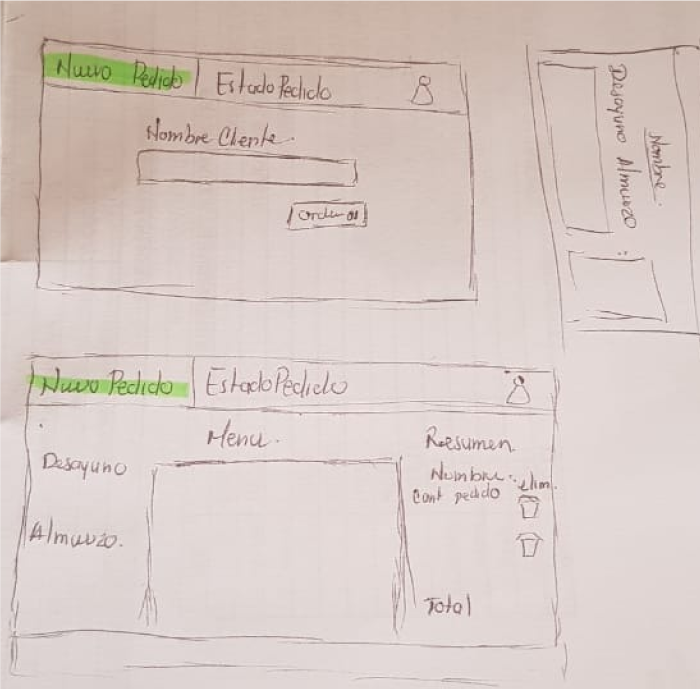 Nuevo Pedido Estado Pedido
Nombre Cliente.
Ordenar
Nombre.
Desayuno Almuerzo
Nuevo Pedido Estado Pedido
Menu.
Resumen
Desayuno
Nombre.
Cant pedido elim.
Almuerzo.
Total